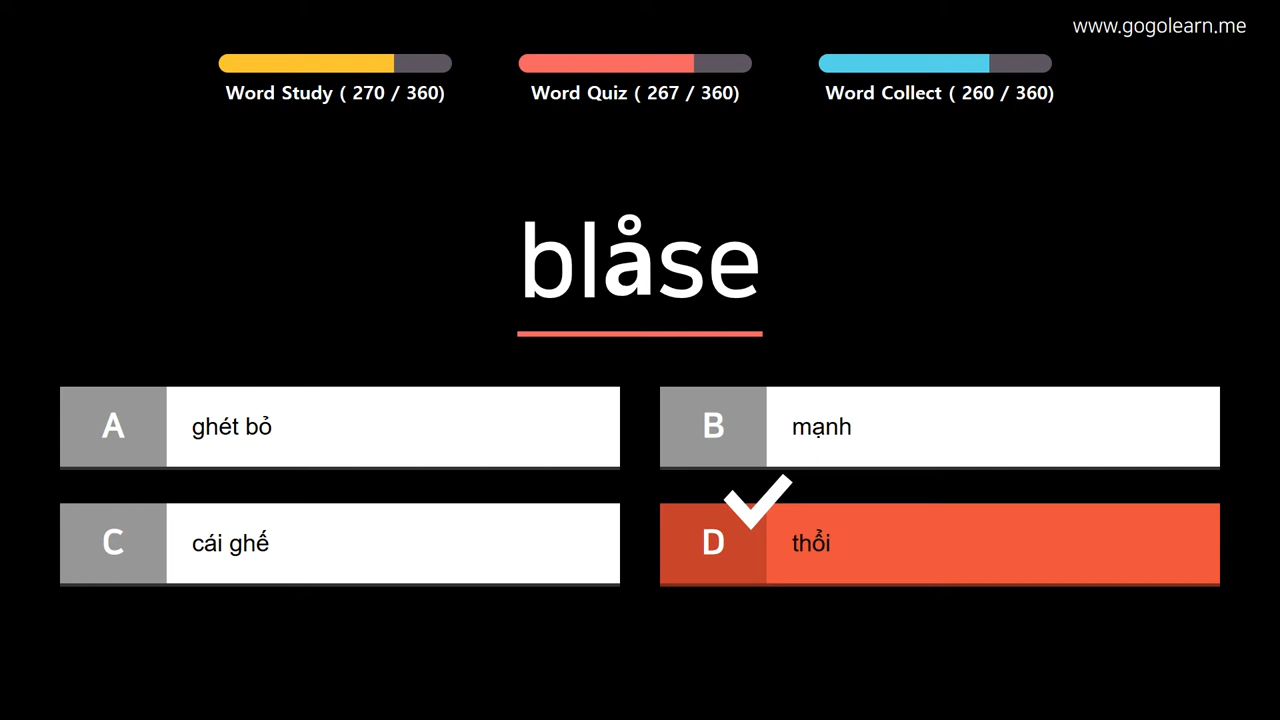 www.gogolearn.me
Word Study ( 270 / 360)
Word Quiz ( 267 / 360)
Word Collect ( 260 / 360)
blåse
A ghét bỏ
B mạnh
C cái ghế
D thổi